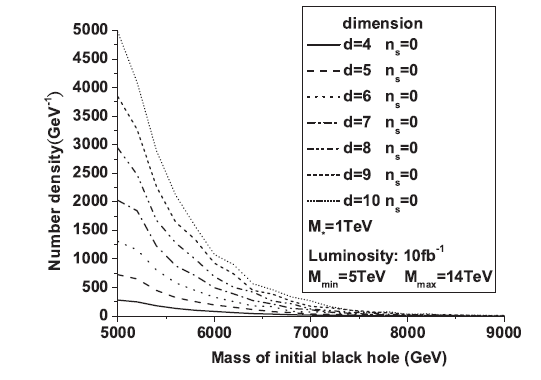 dimension
d=4 n_s=0
d=5 n_s=0
d=6 n_s=0
d=7 n_s=0
d=8 n_s=0
d=9 n_s=0
d=10 n_s=0
M_*=1TeV
Luminosity: 10fb^-1
M_min=5TeV M_max=14TeV
Number density(GeV^-1)
5000
4500
4000
3500
3000
2500
2000
1500
1000
500
0
5000 6000 7000 8000 9000
Mass of initial black hole (GeV)